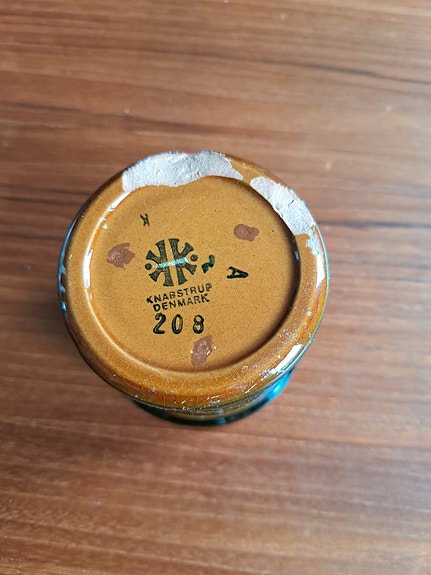 K
A
KNABSTRUP
DENMARK
208